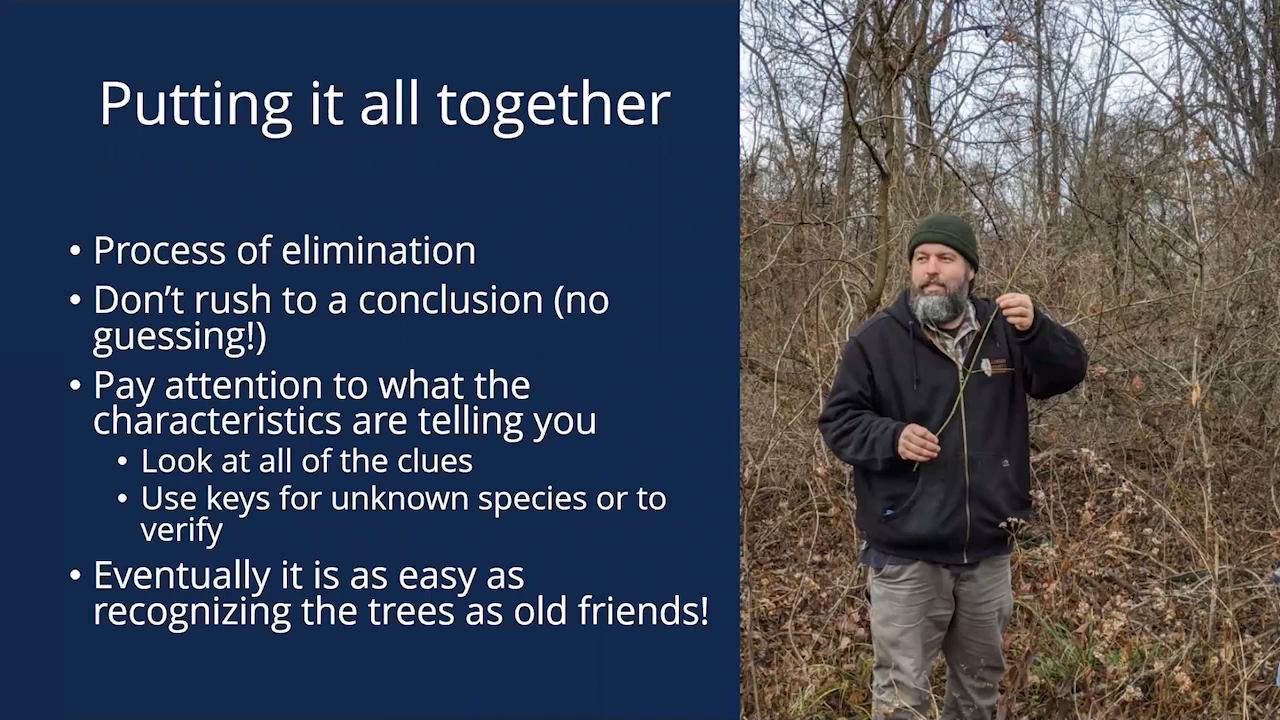 Putting it all together
• Process of elimination
• Don’t rush to a conclusion (no
guessing!)
• Pay attention to what the
characteristics are telling you
• Look at all of the clues
• Use keys for unknown species or to
verify
• Eventually it is as easy as
recognizing the trees as old friends!